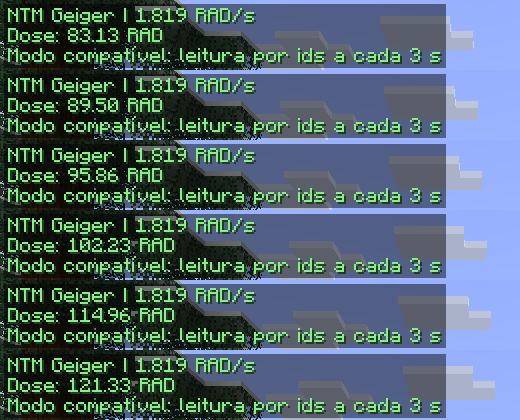 NTM Geiger | 1.819 RAD/s
Dose: 83.13 RAD
Modo compatível: leitura por ids a cada 3 s
NTM Geiger | 1.819 RAD/s
Dose: 89.50 RAD
Modo compatível: leitura por ids a cada 3 s
NTM Geiger | 1.819 RAD/s
Dose: 95.86 RAD
Modo compatível: leitura por ids a cada 3 s
NTM Geiger | 1.819 RAD/s
Dose: 102.23 RAD
Modo compatível: leitura por ids a cada 3 s
NTM Geiger | 1.819 RAD/s
Dose: 114.96 RAD
Modo compatível: leitura por ids a cada 3 s
NTM Geiger | 1.819 RAD/s
Dose: 121.33 RAD
Modo compatível: leitura por ids a cada 3 s